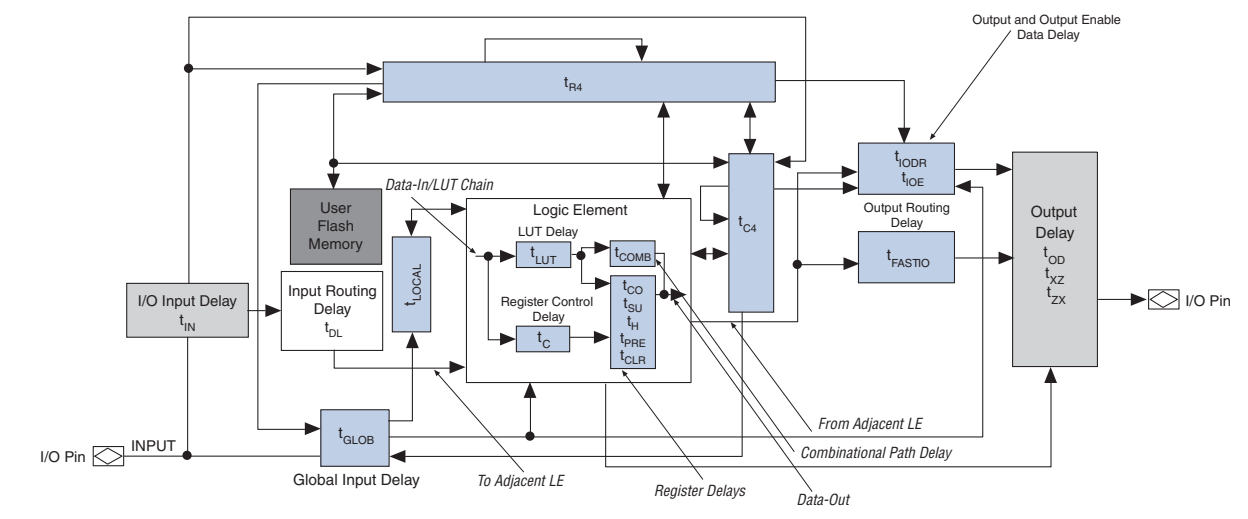 Output and Output Enable
Data Delay
tR4
tIODR
tIOE
Data-In/LUT Chain
User
Flash
Memory
Logic Element
LUT Delay
tLUT
tCOMB
tC4
Output Routing
Delay
tFASTIO
Output
Delay
tOD
tXZ
tZX
I/O Pin
tLOCAL
I/O Input Delay
tIN
Input Routing
Delay
tDL
Register Control
Delay
tC
tCO
tSU
tH
tPRE
tCLR
From Adjacent LE
I/O Pin
INPUT
tGLOB
Global Input Delay
To Adjacent LE
Register Delays
Combinational Path Delay
Data-Out